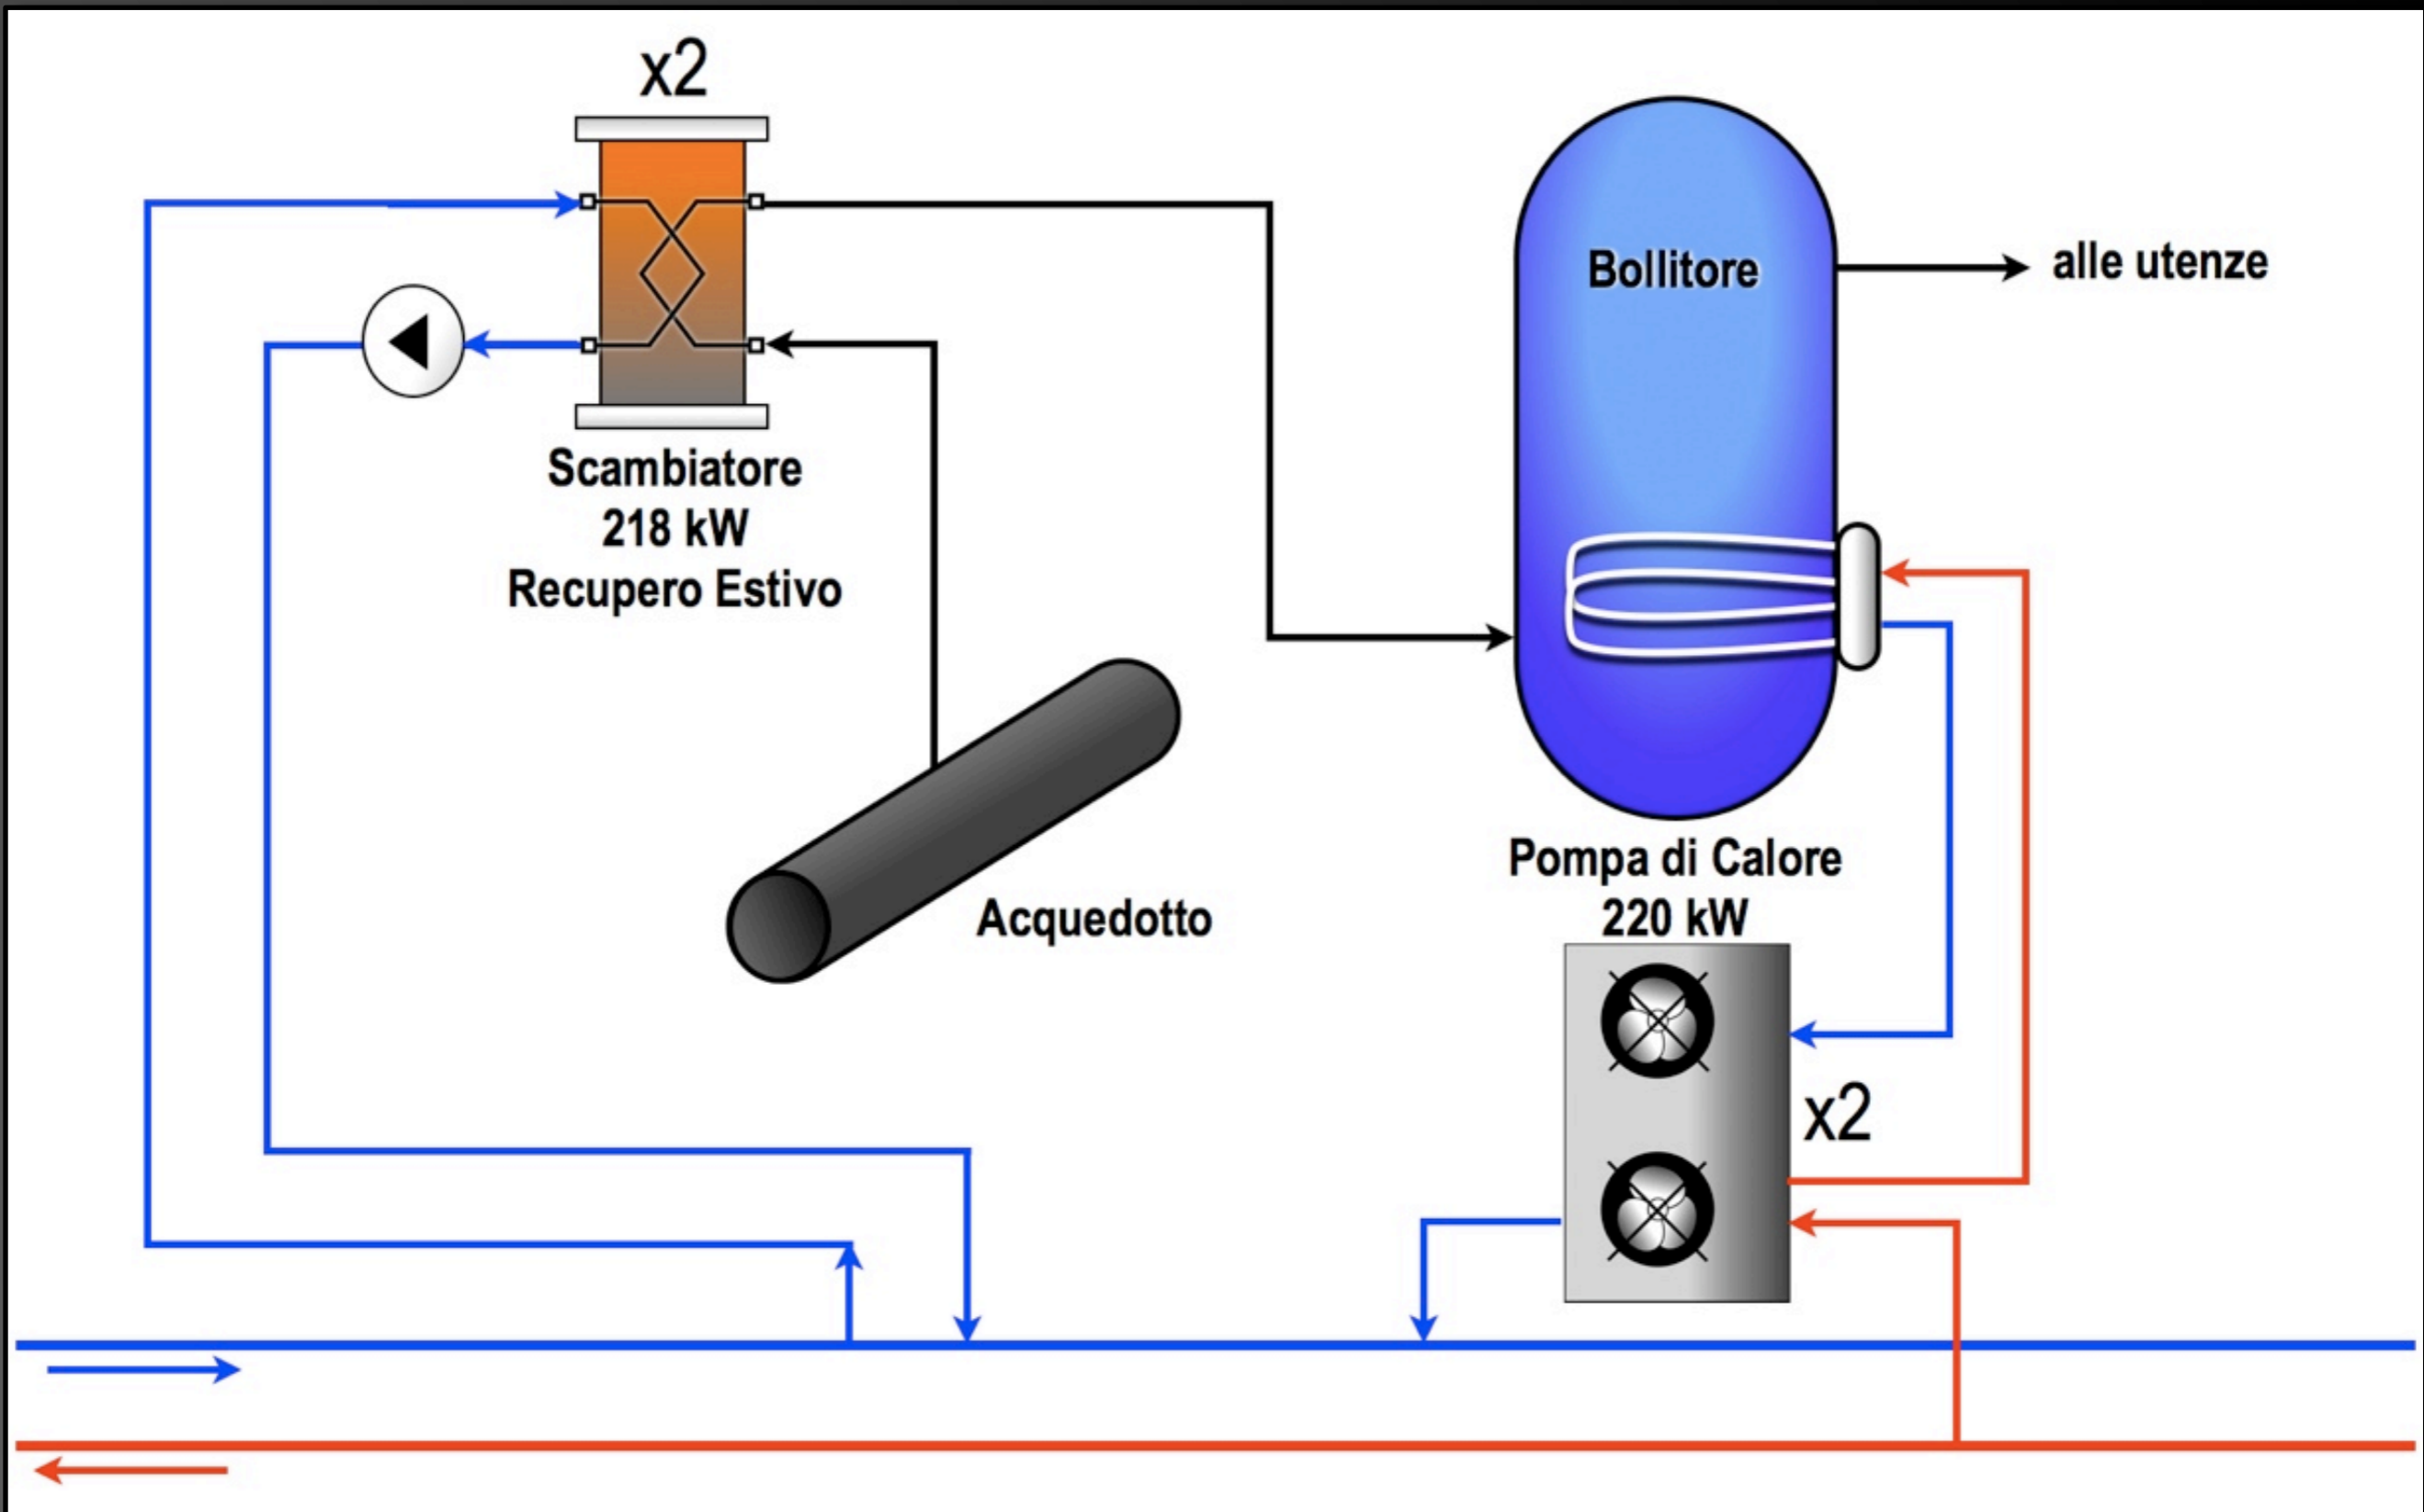 x2
Scambiatore
218 kW
Recupero Estivo
Bollitore
alle utenze
Acquedotto
Pompa di Calore
220 kW
x2